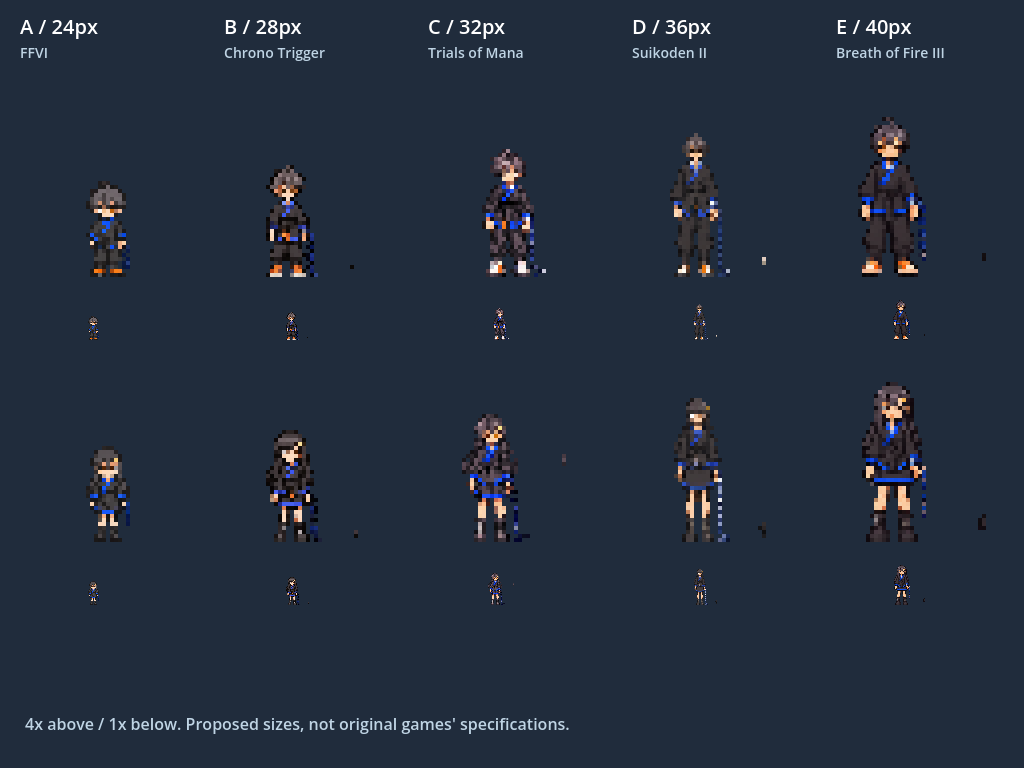 A / 24px
FFVI
B / 28px
Chrono Trigger
C / 32px
Trials of Mana
D / 36px
Suikoden II
E / 40px
Breath of Fire III
4x above / 1x below. Proposed sizes, not original games' specifications.